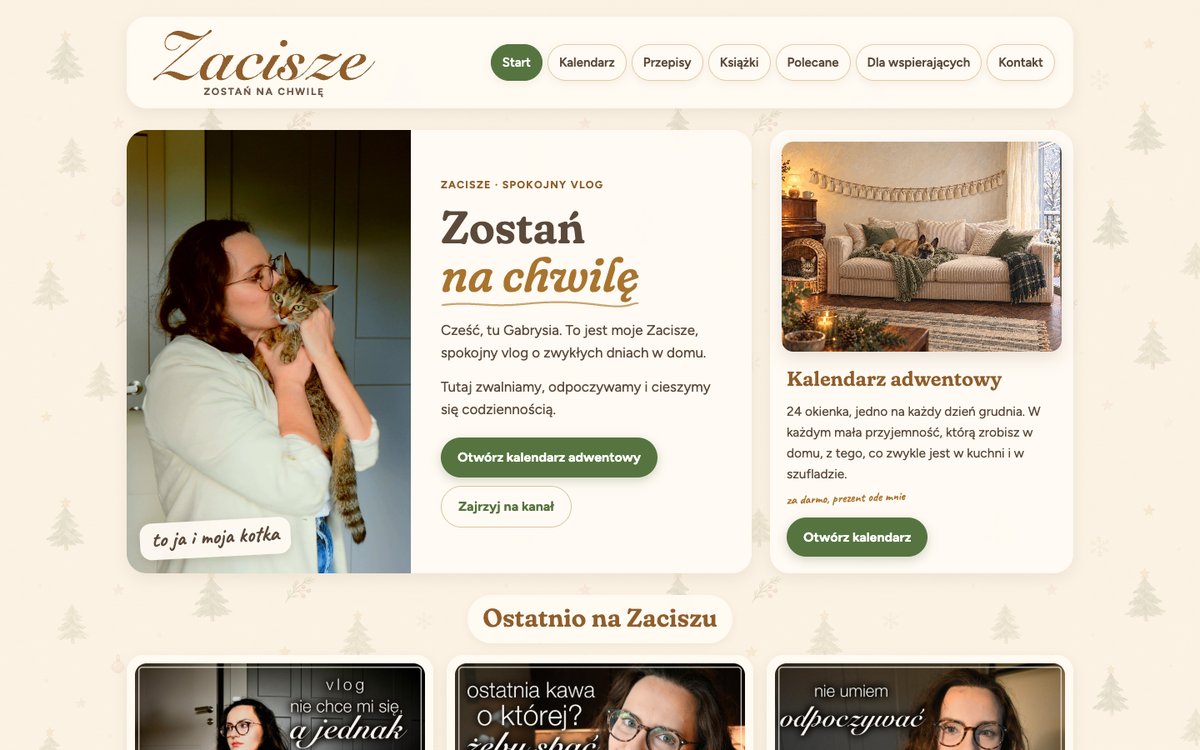 Zacisze
ZOSTAŃ NA CHWILĘ
Start
Kalendarz
Przepisy
Książki
Polecane
Dla wspierających
Kontakt
to ja i moja kotka
ZACISZE · SPOKOJNY VLOG
Zostań
na chwilę
Cześć, tu Gabrysia. To jest moje Zacisze,
spokojny vlog o zwykłych dniach w domu.
Tutaj zwalniamy, odpoczywamy i cieszymy
się codziennością.
Otwórz kalendarz adwentowy
Zajrzyj na kanał
Kalendarz adwentowy
24 okienka, jedno na każdy dzień grudnia. W
każdym mała przyjemność, którą zrobisz w
domu, z tego, co zwykle jest w kuchni i w
szufladzie.
za darmo, prezent ode mnie
Otwórz kalendarz
Ostatnio na Zaciszu
vlog
nie chce mi się,
a jednak
ostatnia kawa
o której?
żeby spać
nie umiem
odpoczywać